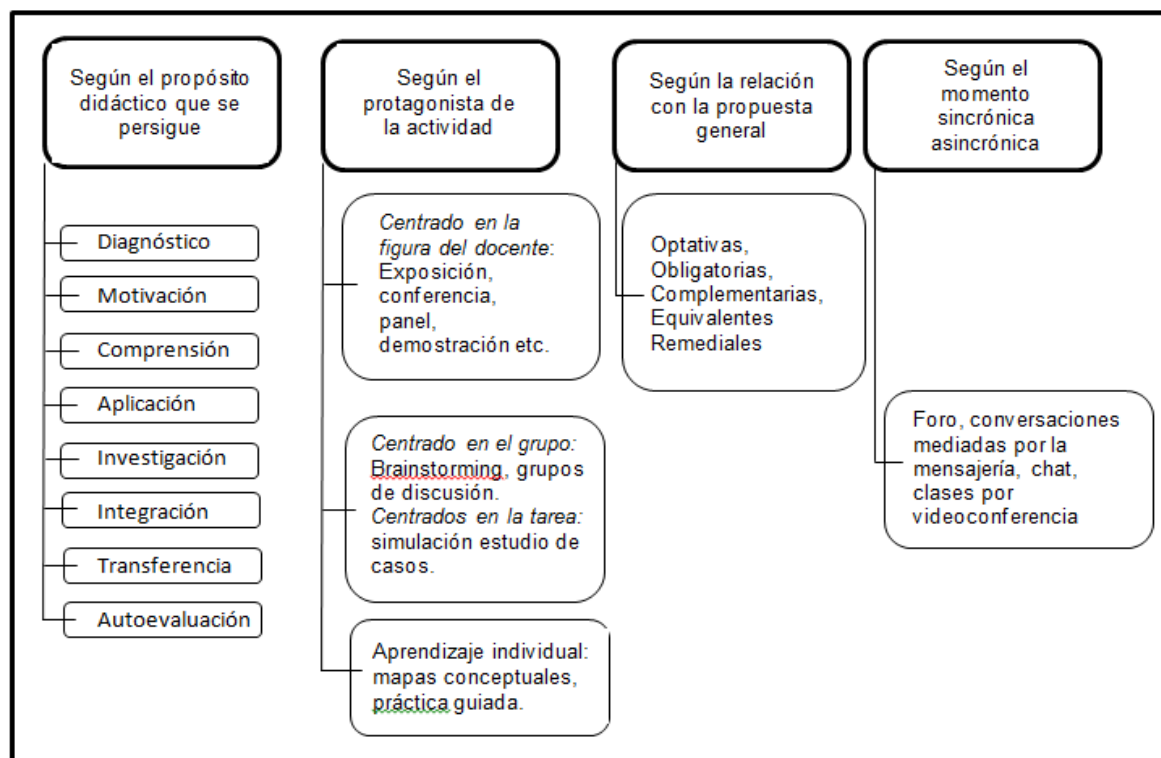 Según el propósito
didáctico que se
persigue
Diagnóstico
Motivación
Comprensión
Aplicación
Investigación
Integración
Transferencia
Autoevaluación
Según el
protagonista de
la actividad
Centrado en la
figura del docente:
Exposición,
conferencia,
panel,
demostración etc.
Centrado en el grupo:
Brainstorming, grupos
de discusión.
Centrados en la tarea:
simulación estudio de
casos.
Aprendizaje individual:
mapas conceptuales,
práctica guiada.
Según la relación
con la propuesta
general
Optativas,
Obligatorias,
Complementarias,
Equivalentes
Remediales
Según el
momento
sincrónica
asincrónica
Foro, conversaciones
mediadas por la
mensajería, chat,
clases por
videoconferencia